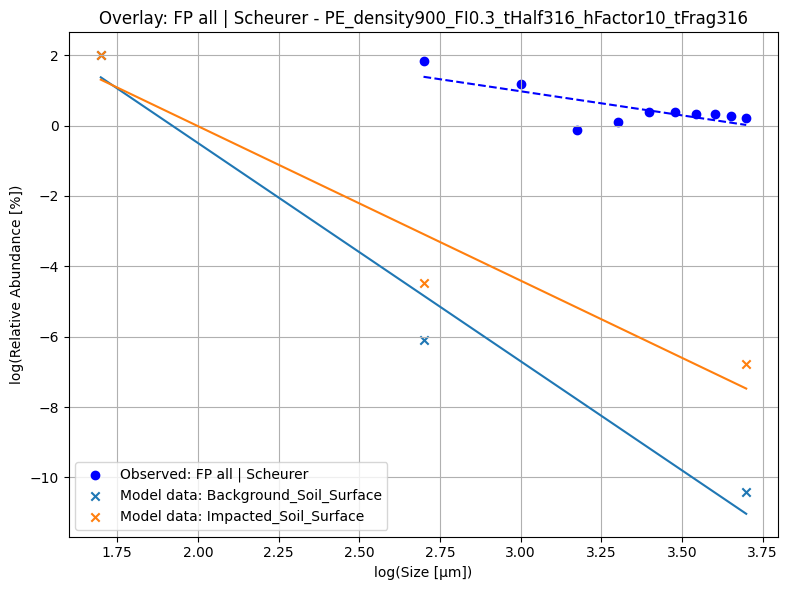 Overlay: FP all | Scheurer - PE_density900_FI0.3_tHalf316_hFactor10_tFrag316
log(Relative Abundance [%])
2
0
−2
−4
−6
−8
−10
Observed: FP all | Scheurer
Model data: Background_Soil_Surface
Model data: Impacted_Soil_Surface
1.75
2.00
2.25
2.50
2.75
3.00
3.25
3.50
3.75
log(Size [μm])